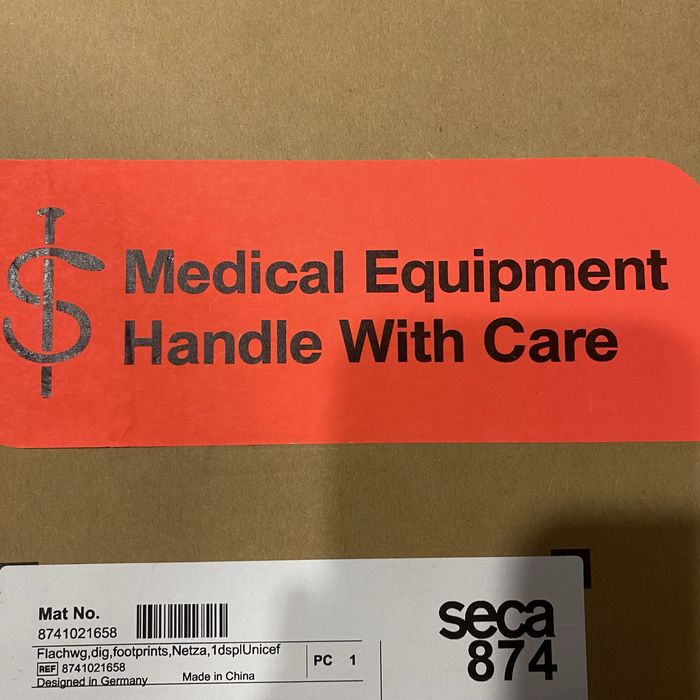 Medical Equipment
Handle With Care
Mat No.
8741021658
Flachwg,dig,footprints,Netza,1dsplUnicef
REF 8741021658
Designed in Germany Made in China
PC 1
seca
874